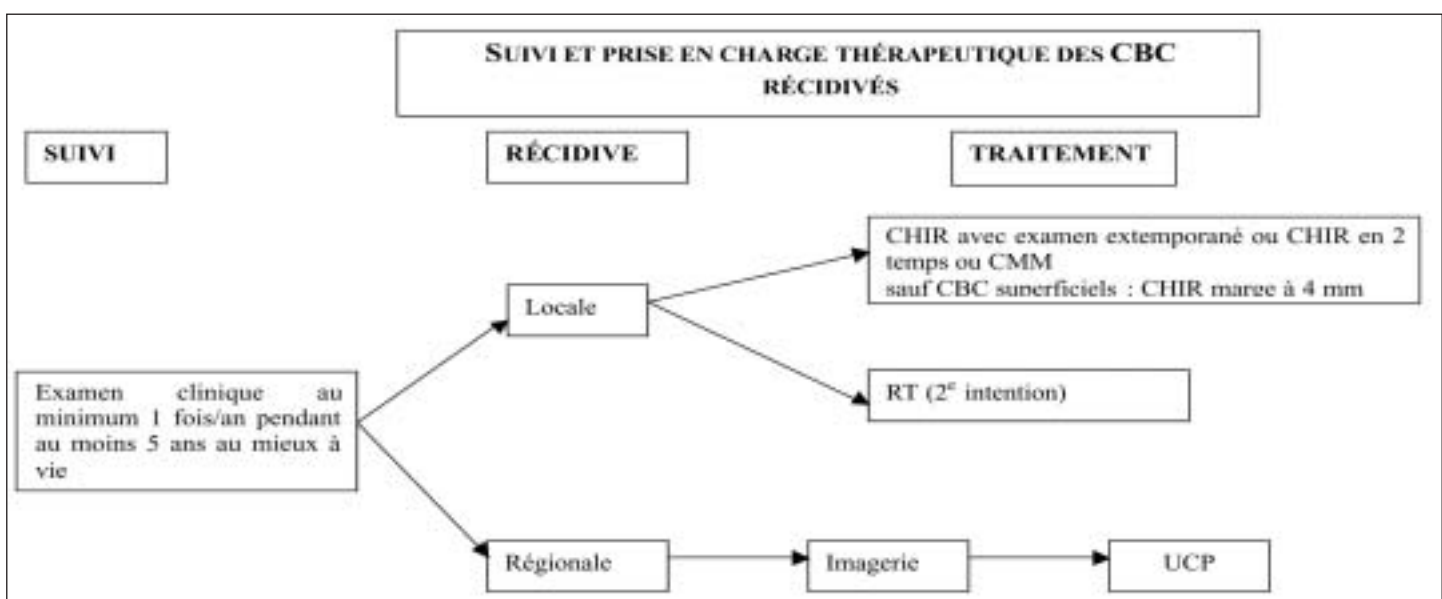 SUIVI ET PRISE EN CHARGE THÉRAPEUTIQUE DES CBC
RÉCIDIVÉS
SUIVI
RÉCIDIVE
TRAITEMENT
CHIR avec examen extemporané ou CHIR en 2
temps ou CMM
sauf CBC superficiels : CHIR marge à 4 mm
Locale
Examen clinique au
minimum 1 fois/an pendant
au moins 5 ans au mieux à
vie
RT (2e intention)
Régionale
Imagerie
UCP